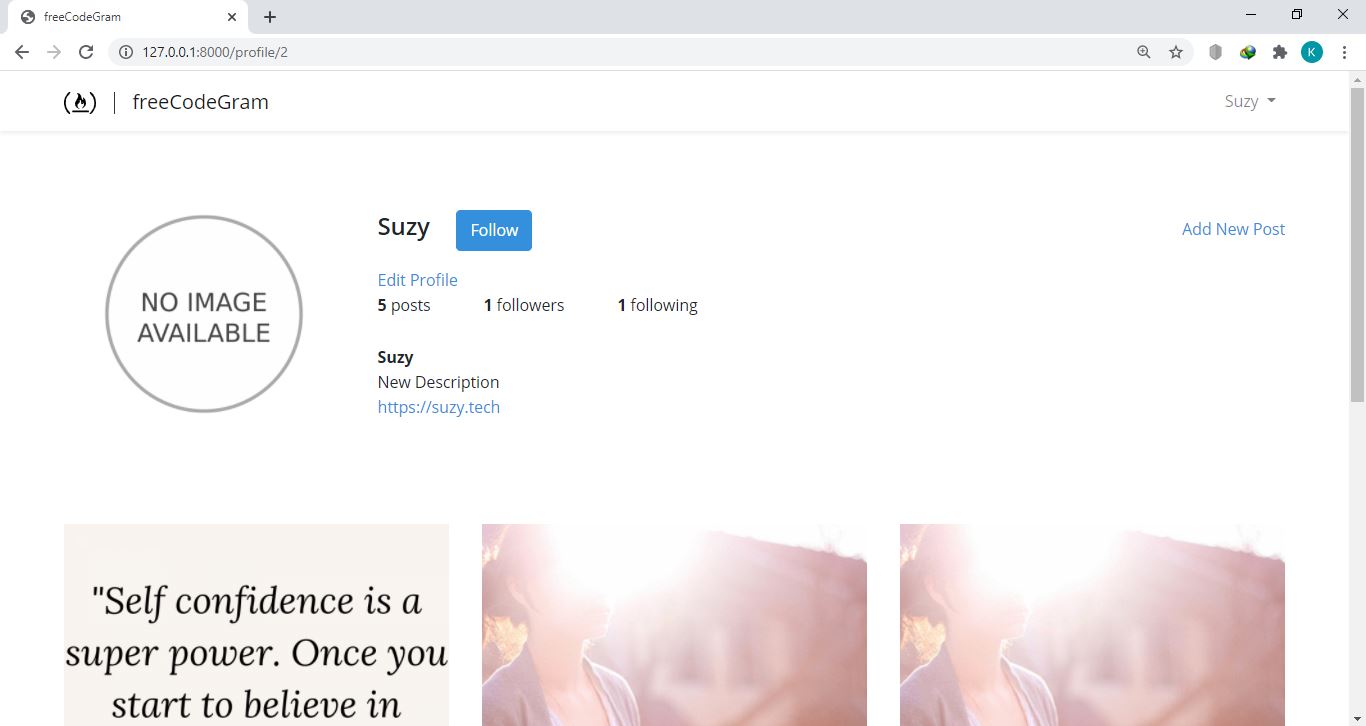 freeCodeGram
127.0.0.1:8000/profile/2
K
freeCodeGram
Suzy
NO IMAGE
AVAILABLE
Suzy
Follow
Add New Post
Edit Profile
5 posts 1 followers 1 following
Suzy
New Description
https://suzy.tech
"Self confidence is a
super power. Once you
start to believe in